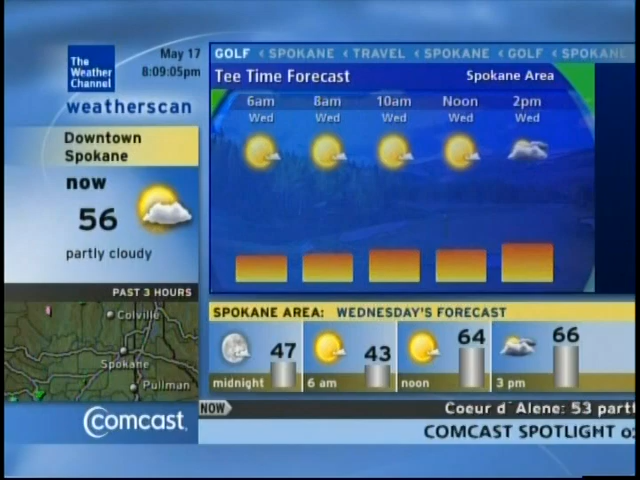 The
Weather
Channel
May 17
8:09:05pm
weatherscan
Downtown
Spokane
now
56
partly cloudy
PAST 3 HOURS
Colville
Spokane
Pullman
comcast.
GOLF < SPOKANE < TRAVEL < SPOKANE < GOLF < SPOKANE
Tee Time Forecast Spokane Area
6am 8am 10am Noon 2pm
Wed Wed Wed Wed Wed
SPOKANE AREA: WEDNESDAY'S FORECAST
47 43 64 66
midnight 6 am noon 3 pm
NOW Coeur d'Alene: 53 partl
COMCAST SPOTLIGHT